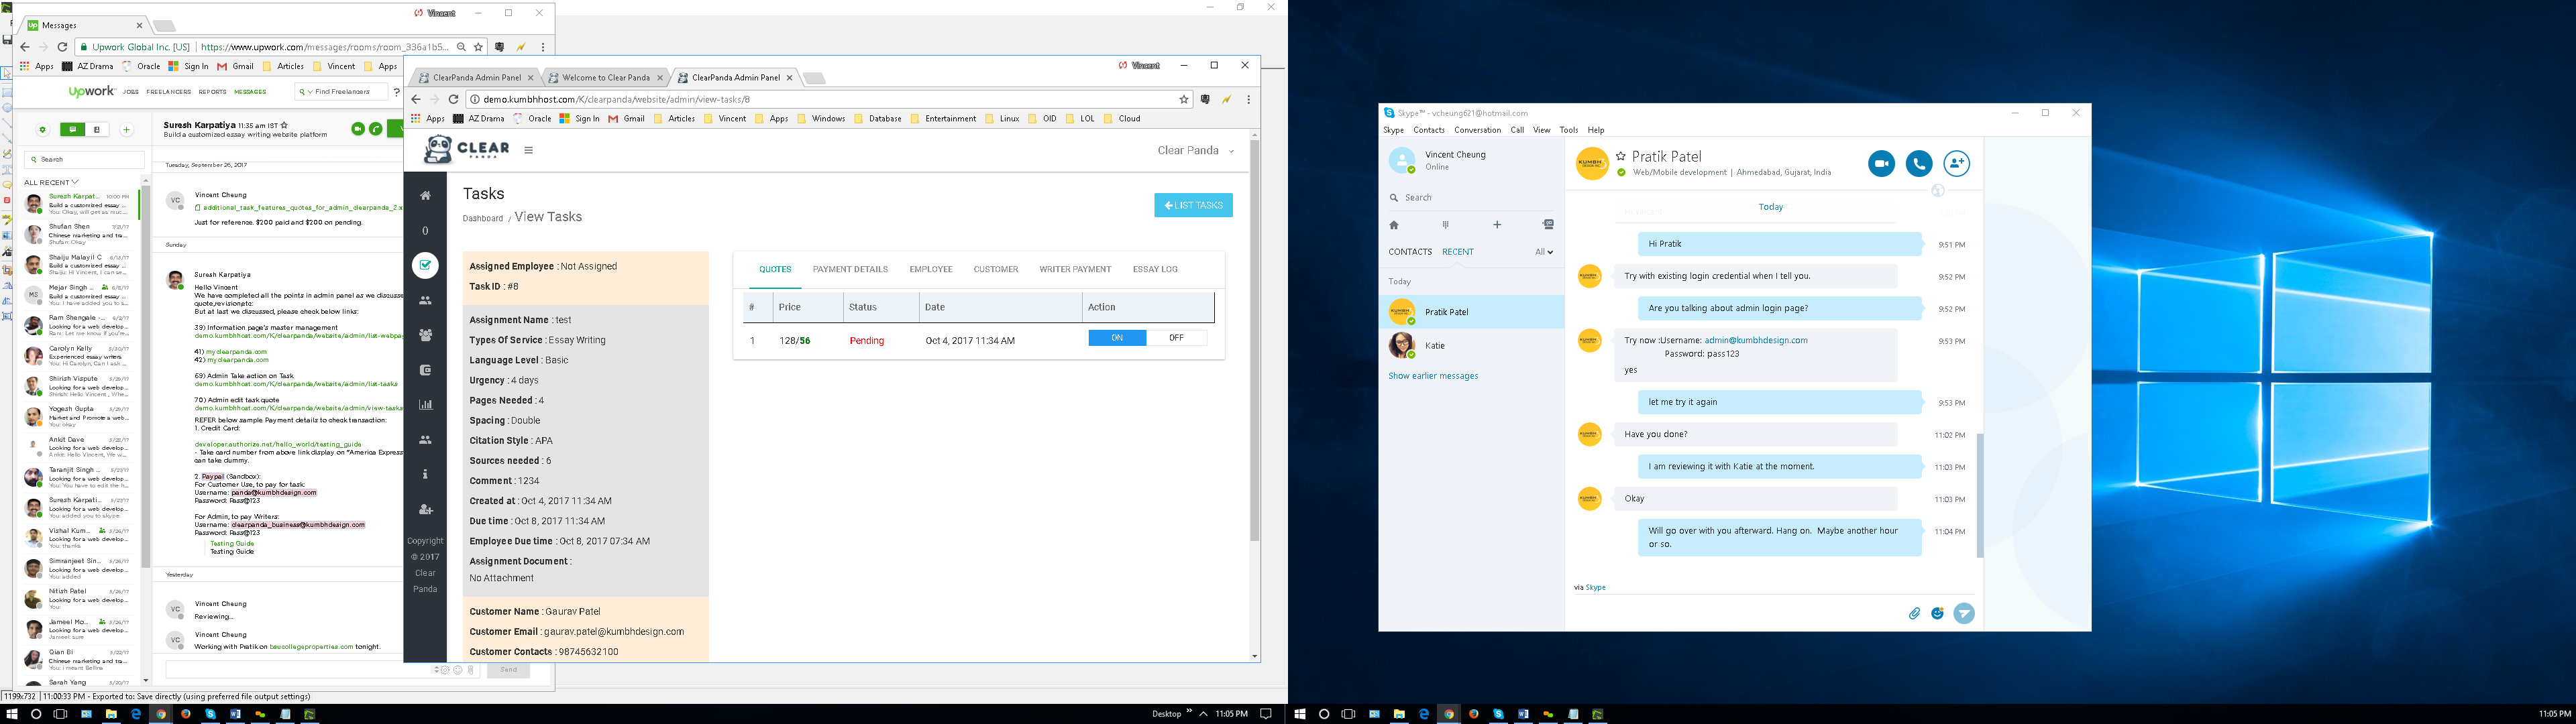 Messages
Vincent
Upwork Global Inc. [US]
https://www.upwork.com/messages/rooms/room_336a1b5...
Apps AZ Drama Oracle Sign In Gmail Articles Vincent Apps
upwork JOBS FREELANCERS REPORTS MESSAGES Find Freelancers ?
Search
ALL RECENT
Suresh Karpat... 10:00 PM
Build a customized essay ...
You: Okay, will get as muc...
Shufan Shen
Chinese marketing and tra...
Shufan: Okay
Shaiju Malayil C
Build a customized essay ...
Shaiju: Hi Vincent, I can se...
MS
Mejar Singh ...
Build a customized essay ...
You: I have added you to s...
Ram Shengale -...
Looking for a web develop...
Ram: Let me know if you're...
Carolyn Kelly
Experienced essay writers
You: Hi Carolyn, Can I ask ...
Shirish Vizpute
Looking for a web develop...
Shirish: Hello Vincent, Whe...
Yogesh Gupta
Market and Promote a web...
You: okay
Ankit Dave
Looking for a web develop...
Ankit: Hello Vincent, We w...
Taranjit Singh ...
Looking for a web develop...
You: You have to edit the h...
Suresh Karpati...
Looking for a web develop...
You: You added you to skype
Vishal Kum...
Looking for a web develop...
You: thanks
Simranjeet Sin...
Looking for a web develop...
You: added
Nitish Patel
Looking for a web develop...
You:
Jameel Mo...
Looking for a web develop...
Jameel: sure
Qian Bi
Chinese marketing and tra...
You: I meant Belline
Sarah Yang
Suresh Karpatiya 11:35 am IST
Build a customized essay writing website platform
Tuesday, September 26, 2017
VC
Vincent Cheung
additional_task_features_quotes_for_admin_clearpanda_2.x
Just for reference. $200 paid and $200 on pending.
Sunday
Suresh Karpatiya
Hello Vincent
We have completed all the points in admin panel as we discusse
quote,revisionetc
But at last we discussed, please check below links:
39) Information page's master management
demo.kumbhhost.com/K/clearpanda/website/admin/list-webpag
41) my.clearpanda.com
42) my.clearpanda.com
69) Admin Take action on Task
demo.kumbhhost.com/K/clearpanda/website/admin/list-tasks
70) Admin edit task.quote
demo.kumbhhost.com/K/clearpanda/website/admin/view-tasks
REFER below sample Payment details to check transaction:
1. Credit Card:
developer.authorize.net/hello_world/testing_guide
- Take card number from above link display on "America Expres
can take dummy.
2. Paypal (Sandbox):
For Customer Use, to pay for task:
Username: panda@kumbhdesign.com
Password: Pass@123
For Admin, to pay Writers:
Username: clearpanda_business@kumbhdesign.com
Password: Pass@123
Testing Guide
Testing Guide
Yesterday
VC
Vincent Cheung
Reviewing...
VC
Vincent Cheung
Working with Pratik on baucollegeproperties.com tonight.
Send
1199x732 11:00:33 PM - Exported to: Save directly (using preferred file output settings)
ClearPanda Admin Panel Welcome to Clear Panda ClearPanda Admin Panel
Vincent
demo.kumbhhost.com/K/clearpanda/website/admin/view-tasks/8
Apps AZ Drama Oracle Sign In Gmail Articles Vincent Apps Windows Database Entertainment Linux OID LOL Cloud
CLEAR
PANDA
Clear Panda
0
Copyright
© 2017
Clear
Panda
Tasks
Dashboard / View Tasks
LIST TASKS
Assigned Employee : Not Assigned
Task ID : #8
Assignment Name : test
Types Of Service : Essay Writing
Language Level : Basic
Urgency : 4 days
Pages Needed : 4
Spacing : Double
Citation Style : APA
Sources needed : 6
Comment : 1234
Created at : Oct 4, 2017 11:34 AM
Due time : Oct 8, 2017 11:34 AM
Employee Due time : Oct 8, 2017 07:34 AM
Assignment Document :
No Attachment
Customer Name : Gaurav Patel
Customer Email : gaurav.patel@kumbhdesign.com
Customer Contacts : 98745632100
QUOTES PAYMENT DETAILS EMPLOYEE CUSTOMER WRITER PAYMENT ESSAY LOG
# Price Status Date Action
1 128/56 Pending Oct 4, 2017 11:34 AM ON OFF
Desktop 11:05 PM
Skype™ - vcheung621@hotmail.com
Skype Contacts Conversation Call View Tools Help
Vincent Cheung
Online
Search
CONTACTS RECENT All
Today
Pratik Patel
Katie
Show earlier messages
Pratik Patel
Web/Mobile development | Ahmedabad, Gujarat, India
Today
Hi Pratik 9:51 PM
Try with existing login credential when I tell you. 9:52 PM
Are you talking about admin login page? 9:52 PM
Try now :Username: admin@kumbhdesign.com 9:53 PM
Password: pass123
yes
let me try it again 9:53 PM
Have you done? 11:02 PM
I am reviewing it with Katie at the moment. 11:03 PM
Okay 11:03 PM
Will go over with you afterward. Hang on. Maybe another hour 11:04 PM
or so.
via Skype
11:05 PM